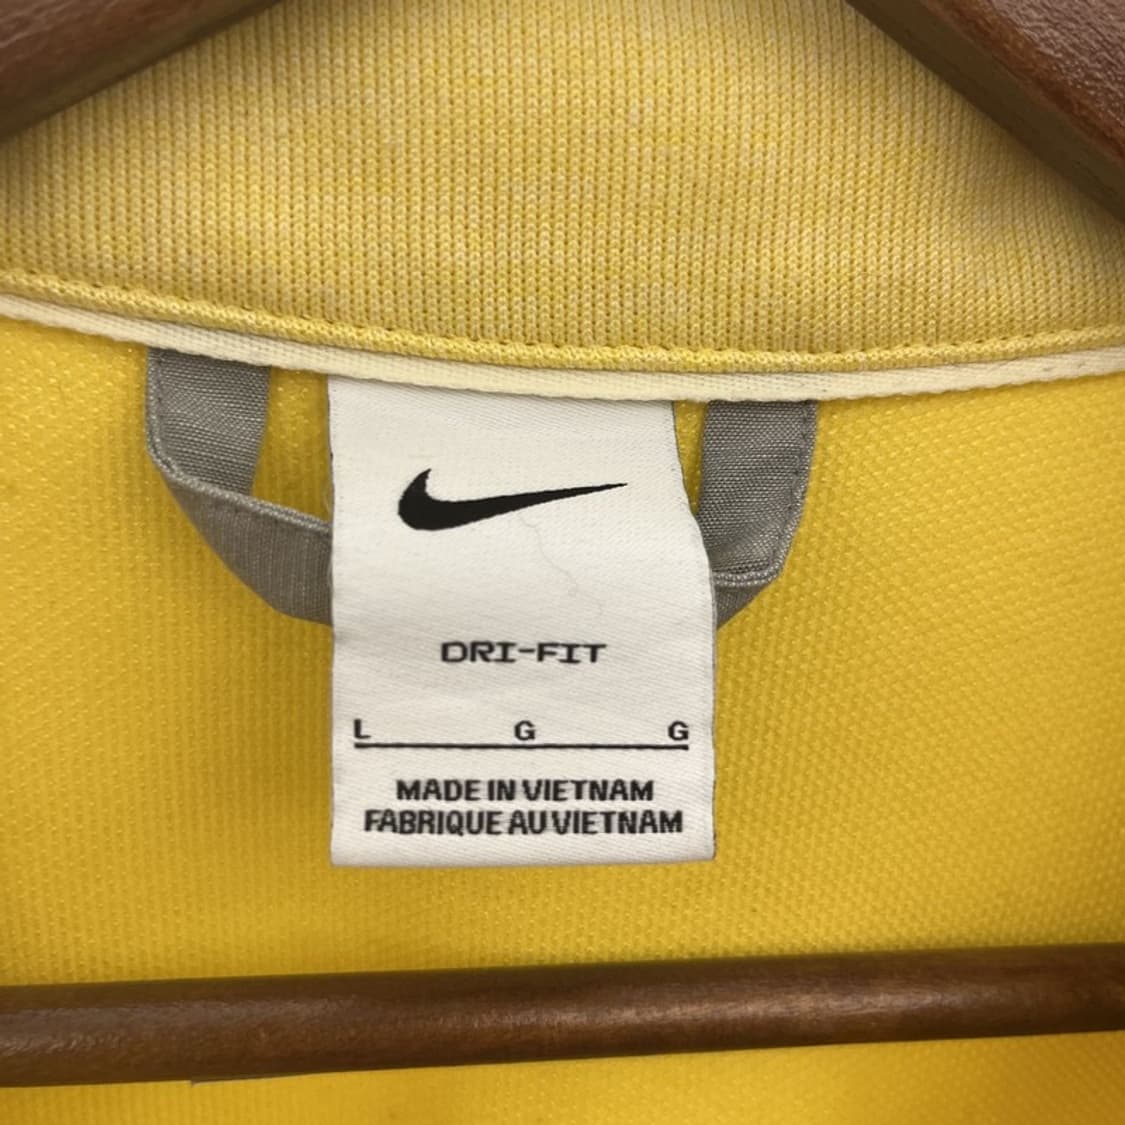 DRI-FIT
L G G
MADE IN VIETNAM
FABRIQUE AU VIETNAM